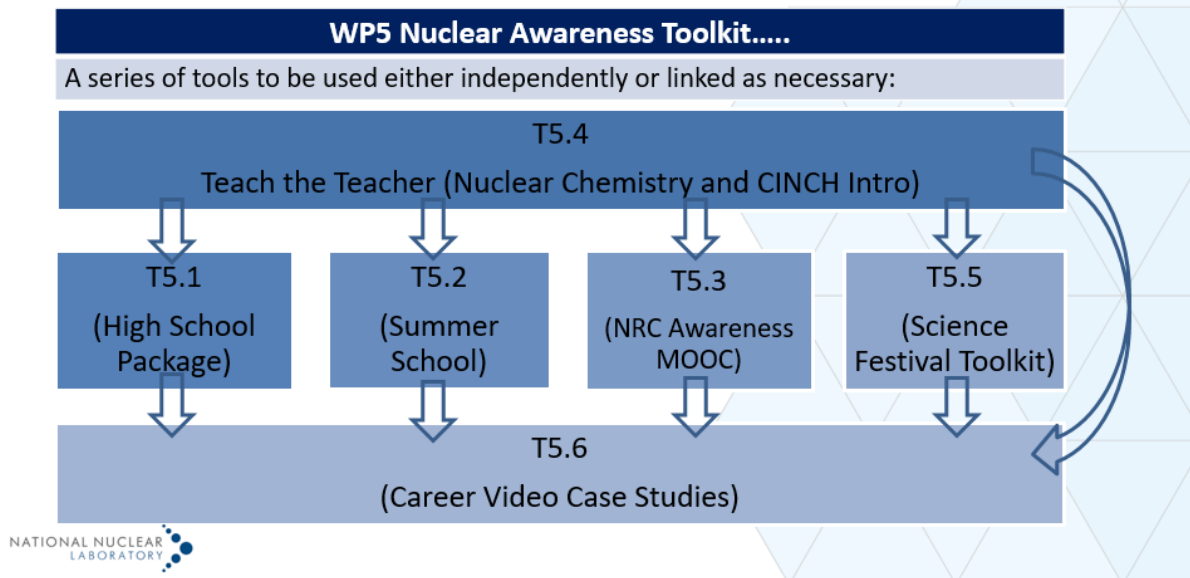 WP5 Nuclear Awareness Toolkit.....
A series of tools to be used either independently or linked as necessary:
T5.4
Teach the Teacher (Nuclear Chemistry and CINCH Intro)
T5.1
(High School
Package)
T5.2
(Summer
School)
T5.3
(NRC Awareness
MOOC)
T5.5
(Science
Festival Toolkit)
T5.6
(Career Video Case Studies)
NATIONAL NUCLEAR
LABORATORY